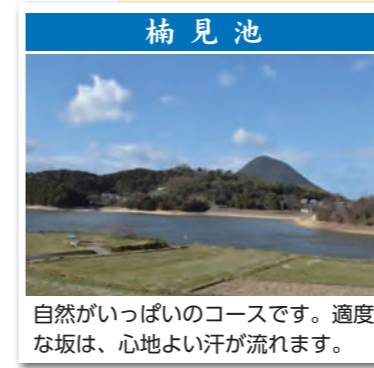 楠見池
自然がいっぱいのコースです。適度
な坂は、心地よい汗が流れます。